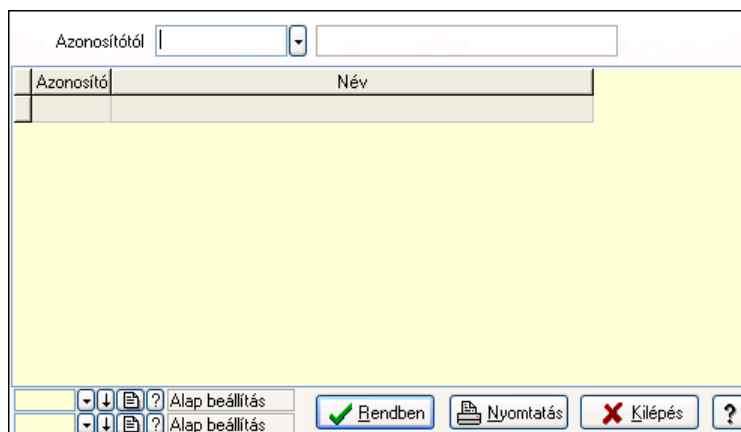 Azonosítótól
Azonosító Név
? Alap beállítás
? Alap beállítás
Rendben Nyomtatás Kilépés ?